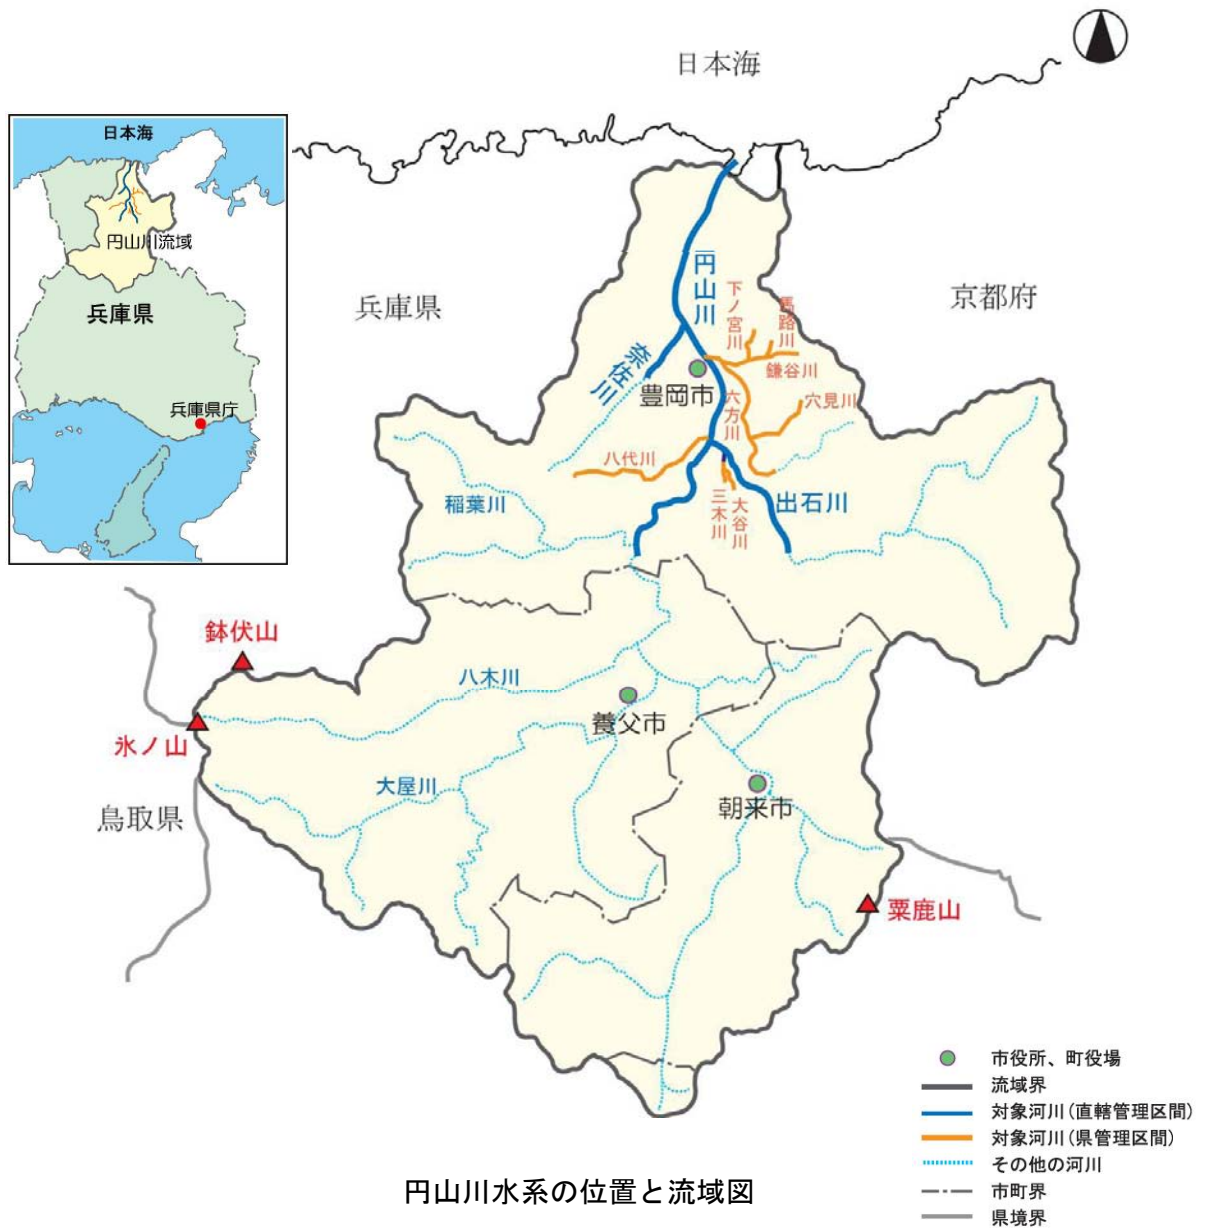 日本海
日本海
円山川流域
兵庫県
兵庫県庁
兵庫県
京都府
円山川
下ノ宮川
馬路川
鎌谷川
奈佐川
豊岡市
六方川
穴見川
八代川
稲葉川
三木川
大谷川
出石川
鉢伏山
氷ノ山
八木川
養父市
大屋川
鳥取県
朝来市
粟鹿山
市役所、町役場
流域界
対象河川(直轄管理区間)
対象河川(県管理区間)
その他の河川
市町界
県境界
円山川水系の位置と流域図